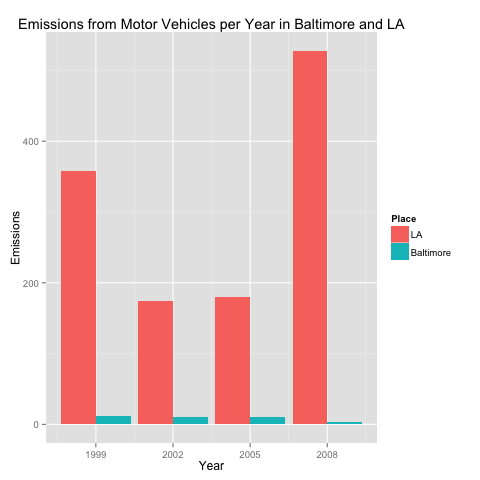 Emissions from Motor Vehicles per Year in Baltimore and LA
Emissions
400
200
0
1999 2002 2005 2008
Year
Place
LA
Baltimore